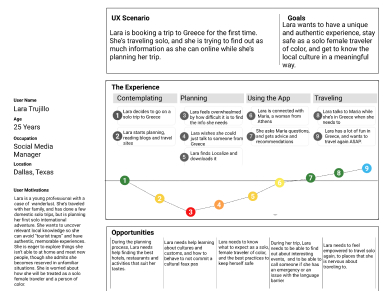 UX Scenario
Lara is booking a trip to Greece for the first time.
She's traveling solo, and she is trying to find out as
much information as she can online while she's
planning her trip.
Goals
Lara wants to have a unique
and authentic experience, stay
safe as a solo female traveler
of color, and get to know the
local culture in a meaningful
way.
User Name
Lara Trujillo
Age
25 Years
Occupation
Social Media
Manager
Location
Dallas, Texas
User Motivations
Lara is a young professional with a
case of wanderlust. She's traveled
with her family, and has done a few
domestic solo trips, but is planning
her first solo international
adventure. She wants to uncover
relevant local knowledge so she
can avoid "tourist traps" and have
authentic, memorable experiences.
She is eager to explore things she
is not able to at home and meet new
people, though she admits she
becomes reserved in unfamiliar
situations. She is worried about
how she will be treated as a solo
female traveler and a person of
color
The Experience
Contemplating
Planning
Using the App
Traveling
1 Lara decides to go on a
solo trip to Greece
2 Lara starts planning,
reading blogs and travel
sites
3 Lara feels overwhelmed
by how difficult it is to find
the info she needs
4 Lara wishes she could
just talk to someone from
Greece
5 Lara finds Localize and
downloads it
6 Lara is connected with
Maria, a woman from
Athens
7 She asks Maria questions,
and gets advice and
recommendations
8 Lara talks to Maria while
she's in Greece when she
needs to
9 Lara has a lot of fun in
Greece, and wants to
travel again ASAP.
1
2
3
4
5
6
7
8
9
Opportunities
During the planning
process, Lara needs
help finding the best
hotels, restaurants and
activities that suit her
tastes.
Lara needs help learning
about cultures and
customs, and how to
behave to not commit a
cultural faux pas
Lara needs to know
what to expect as a solo
female traveler of color,
and the best practices to
keep herself safe
During her trip, Lara
needs to be able to find
out about interesting
events, and to be able to
call someone if she has
an emergency or an
issue with the language
barrier
Lara needs to feel
empowered to travel solo
again, to places that she
is nervous about
traveling to.